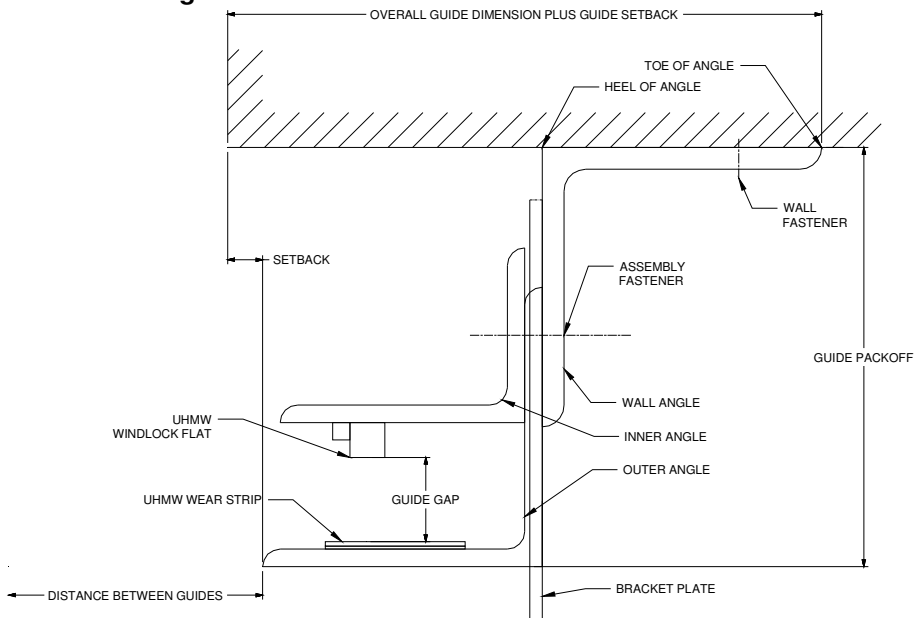 OVERALL GUIDE DIMENSION PLUS GUIDE SETBACK
TOE OF ANGLE
HEEL OF ANGLE
WALL
FASTENER
SETBACK
ASSEMBLY
FASTENER
GUIDE PACKOFF
WALL ANGLE
UHMW
WINDLOCK FLAT
INNER ANGLE
OUTER ANGLE
UHMW WEAR STRIP
GUIDE GAP
BRACKET PLATE
DISTANCE BETWEEN GUIDES